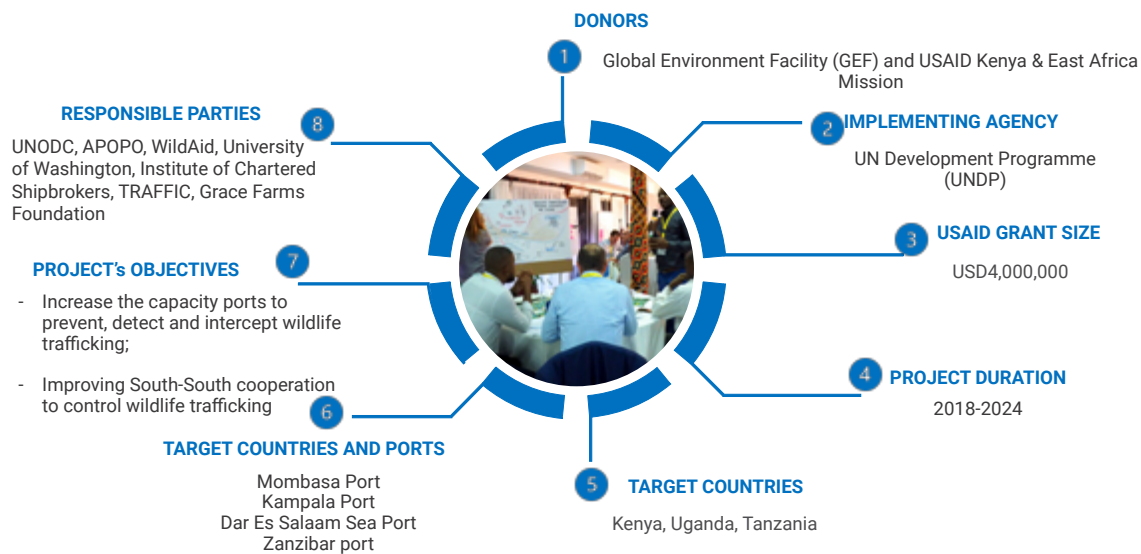 DONORS
1
Global Environment Facility (GEF) and USAID Kenya & East Africa
Mission
2
IMPLEMENTING AGENCY
UN Development Programme
(UNDP)
3
USAID GRANT SIZE
USD4,000,000
4
PROJECT DURATION
2018-2024
5
TARGET COUNTRIES
Kenya, Uganda, Tanzania
6
TARGET COUNTRIES AND PORTS
Mombasa Port
Kampala Port
Dar Es Salaam Sea Port
Zanzibar port
7
PROJECT's OBJECTIVES
- Increase the capacity ports to
prevent, detect and intercept wildlife
trafficking;
- Improving South-South cooperation
to control wildlife trafficking
8
RESPONSIBLE PARTIES
UNODC, APOPO, WildAid, University
of Washington, Institute of Chartered
Shipbrokers, TRAFFIC, Grace Farms
Foundation